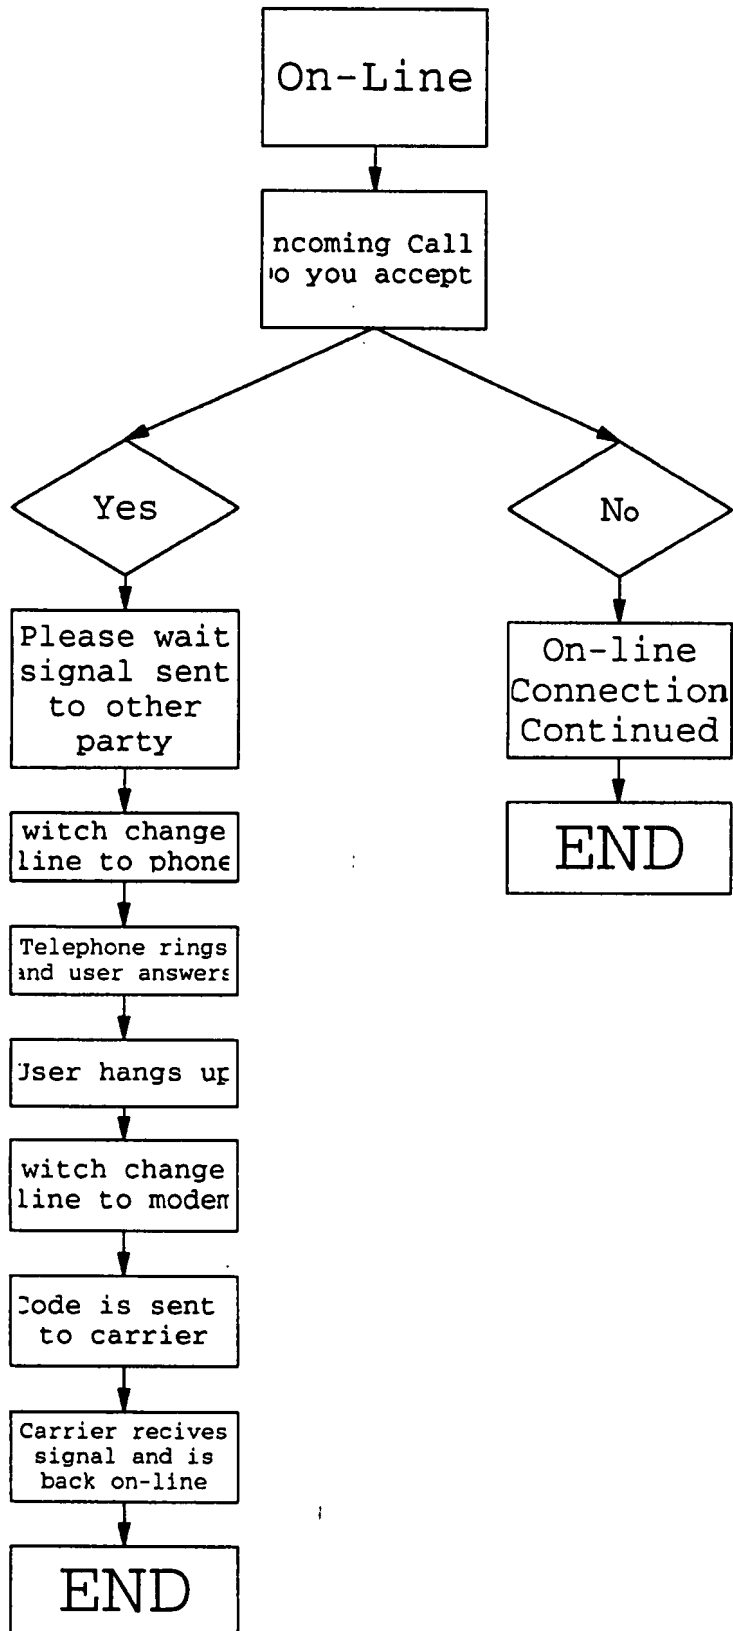 On-Line
ncoming Call
o you accept
Yes
No
Please wait
signal sent
to other
party
On-line
Connection
Continued
witch change
line to phone
END
Telephone rings
and user answers
User hangs up
witch change
line to modem
Code is sent
to carrier
Carrier recives
signal and is
back on-line
END